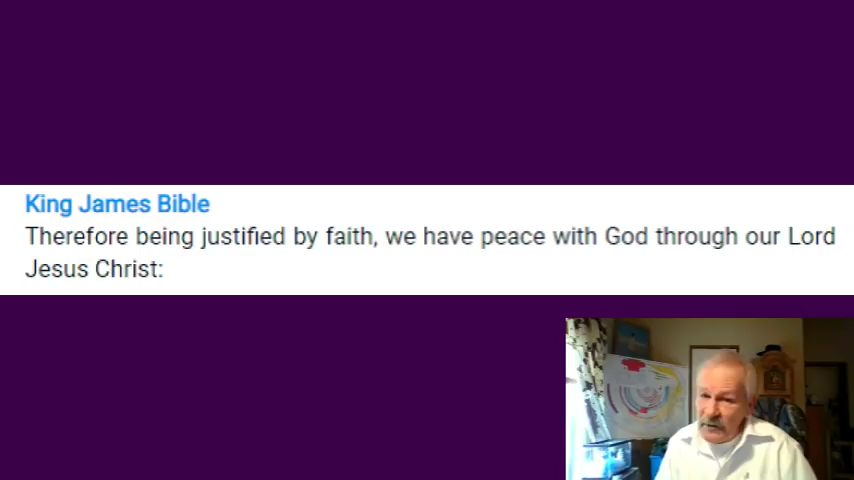 King James Bible
Therefore being justified by faith, we have peace with God through our Lord
Jesus Christ: